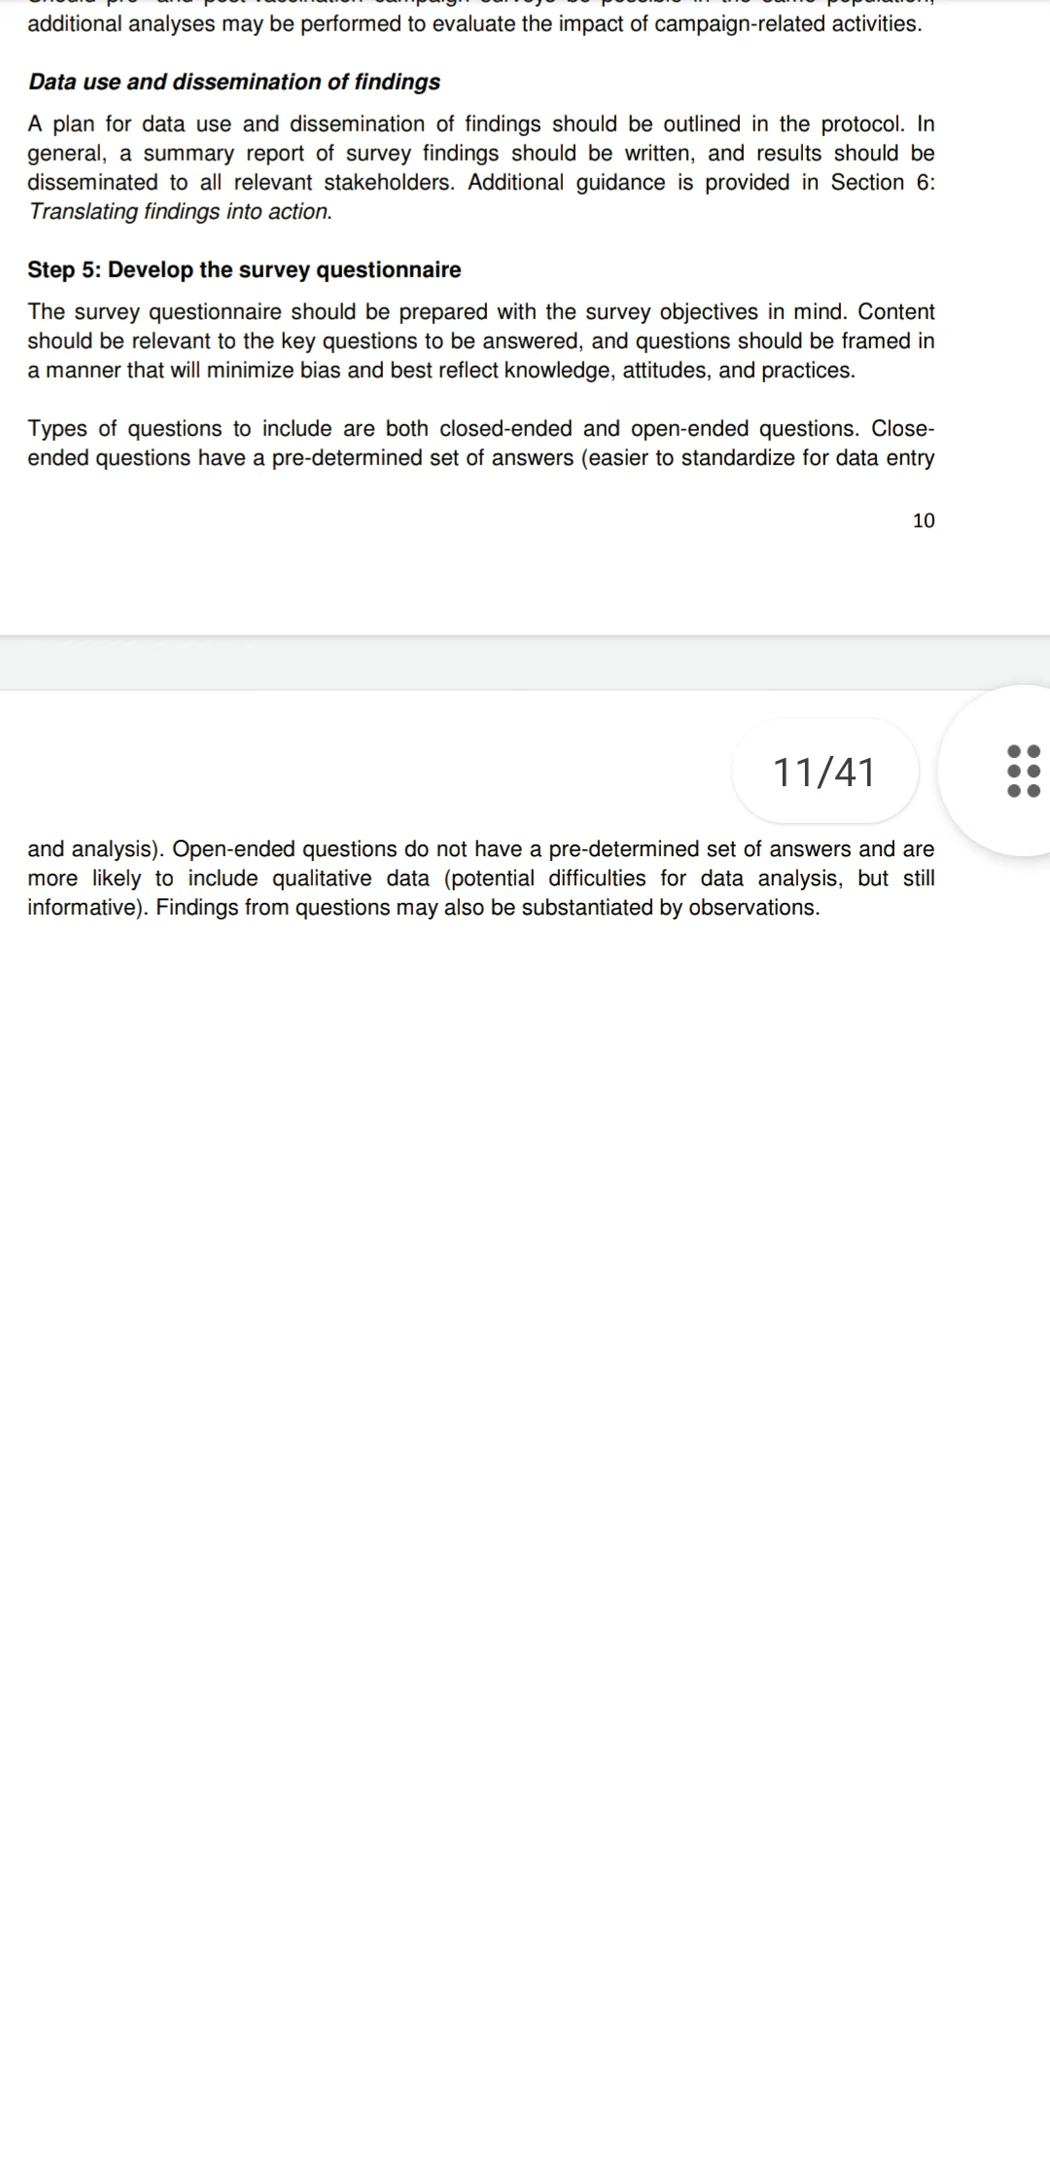 additional analyses may be performed to evaluate the impact of campaign-related activities.
Data use and dissemination of findings
A plan for data use and dissemination of findings should be outlined in the protocol. In
general, a summary report of survey findings should be written, and results should be
disseminated to all relevant stakeholders. Additional guidance is provided in Section 6:
Translating findings into action.
Step 5: Develop the survey questionnaire
The survey questionnaire should be prepared with the survey objectives in mind. Content
should be relevant to the key questions to be answered, and questions should be framed in
a manner that will minimize bias and best reflect knowledge, attitudes, and practices.
Types of questions to include are both closed-ended and open-ended questions. Close-
ended questions have a pre-determined set of answers (easier to standardize for data entry
10
11/41
and analysis). Open-ended questions do not have a pre-determined set of answers and are
more likely to include qualitative data (potential difficulties for data analysis, but still
informative). Findings from questions may also be substantiated by observations.